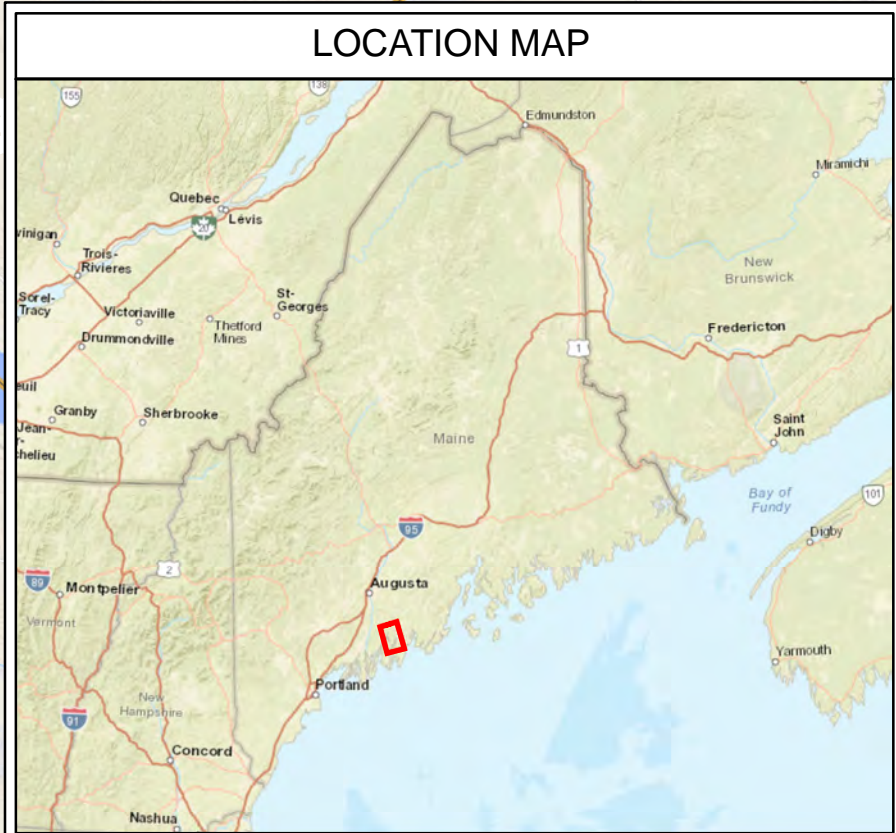 LOCATION MAP
155
138
Edmundston
Miramichi
Quebec
Lévis
20
vinigan
Trois-
Rivieres
New
Brunswick
Sorel-
Tracy
Victoriaville
Thetford
Mines
St-
Georges
Drummondville
Fredericton
1
euil
Granby
Sherbrooke
Jean-
r-
chelieu
Maine
Saint
John
Bay of
Fundy
101
95
Digby
2
89
Montpelier
Augusta
Vermont
Yarmouth
Portland
New
Hampshire
91
Concord
Nashua